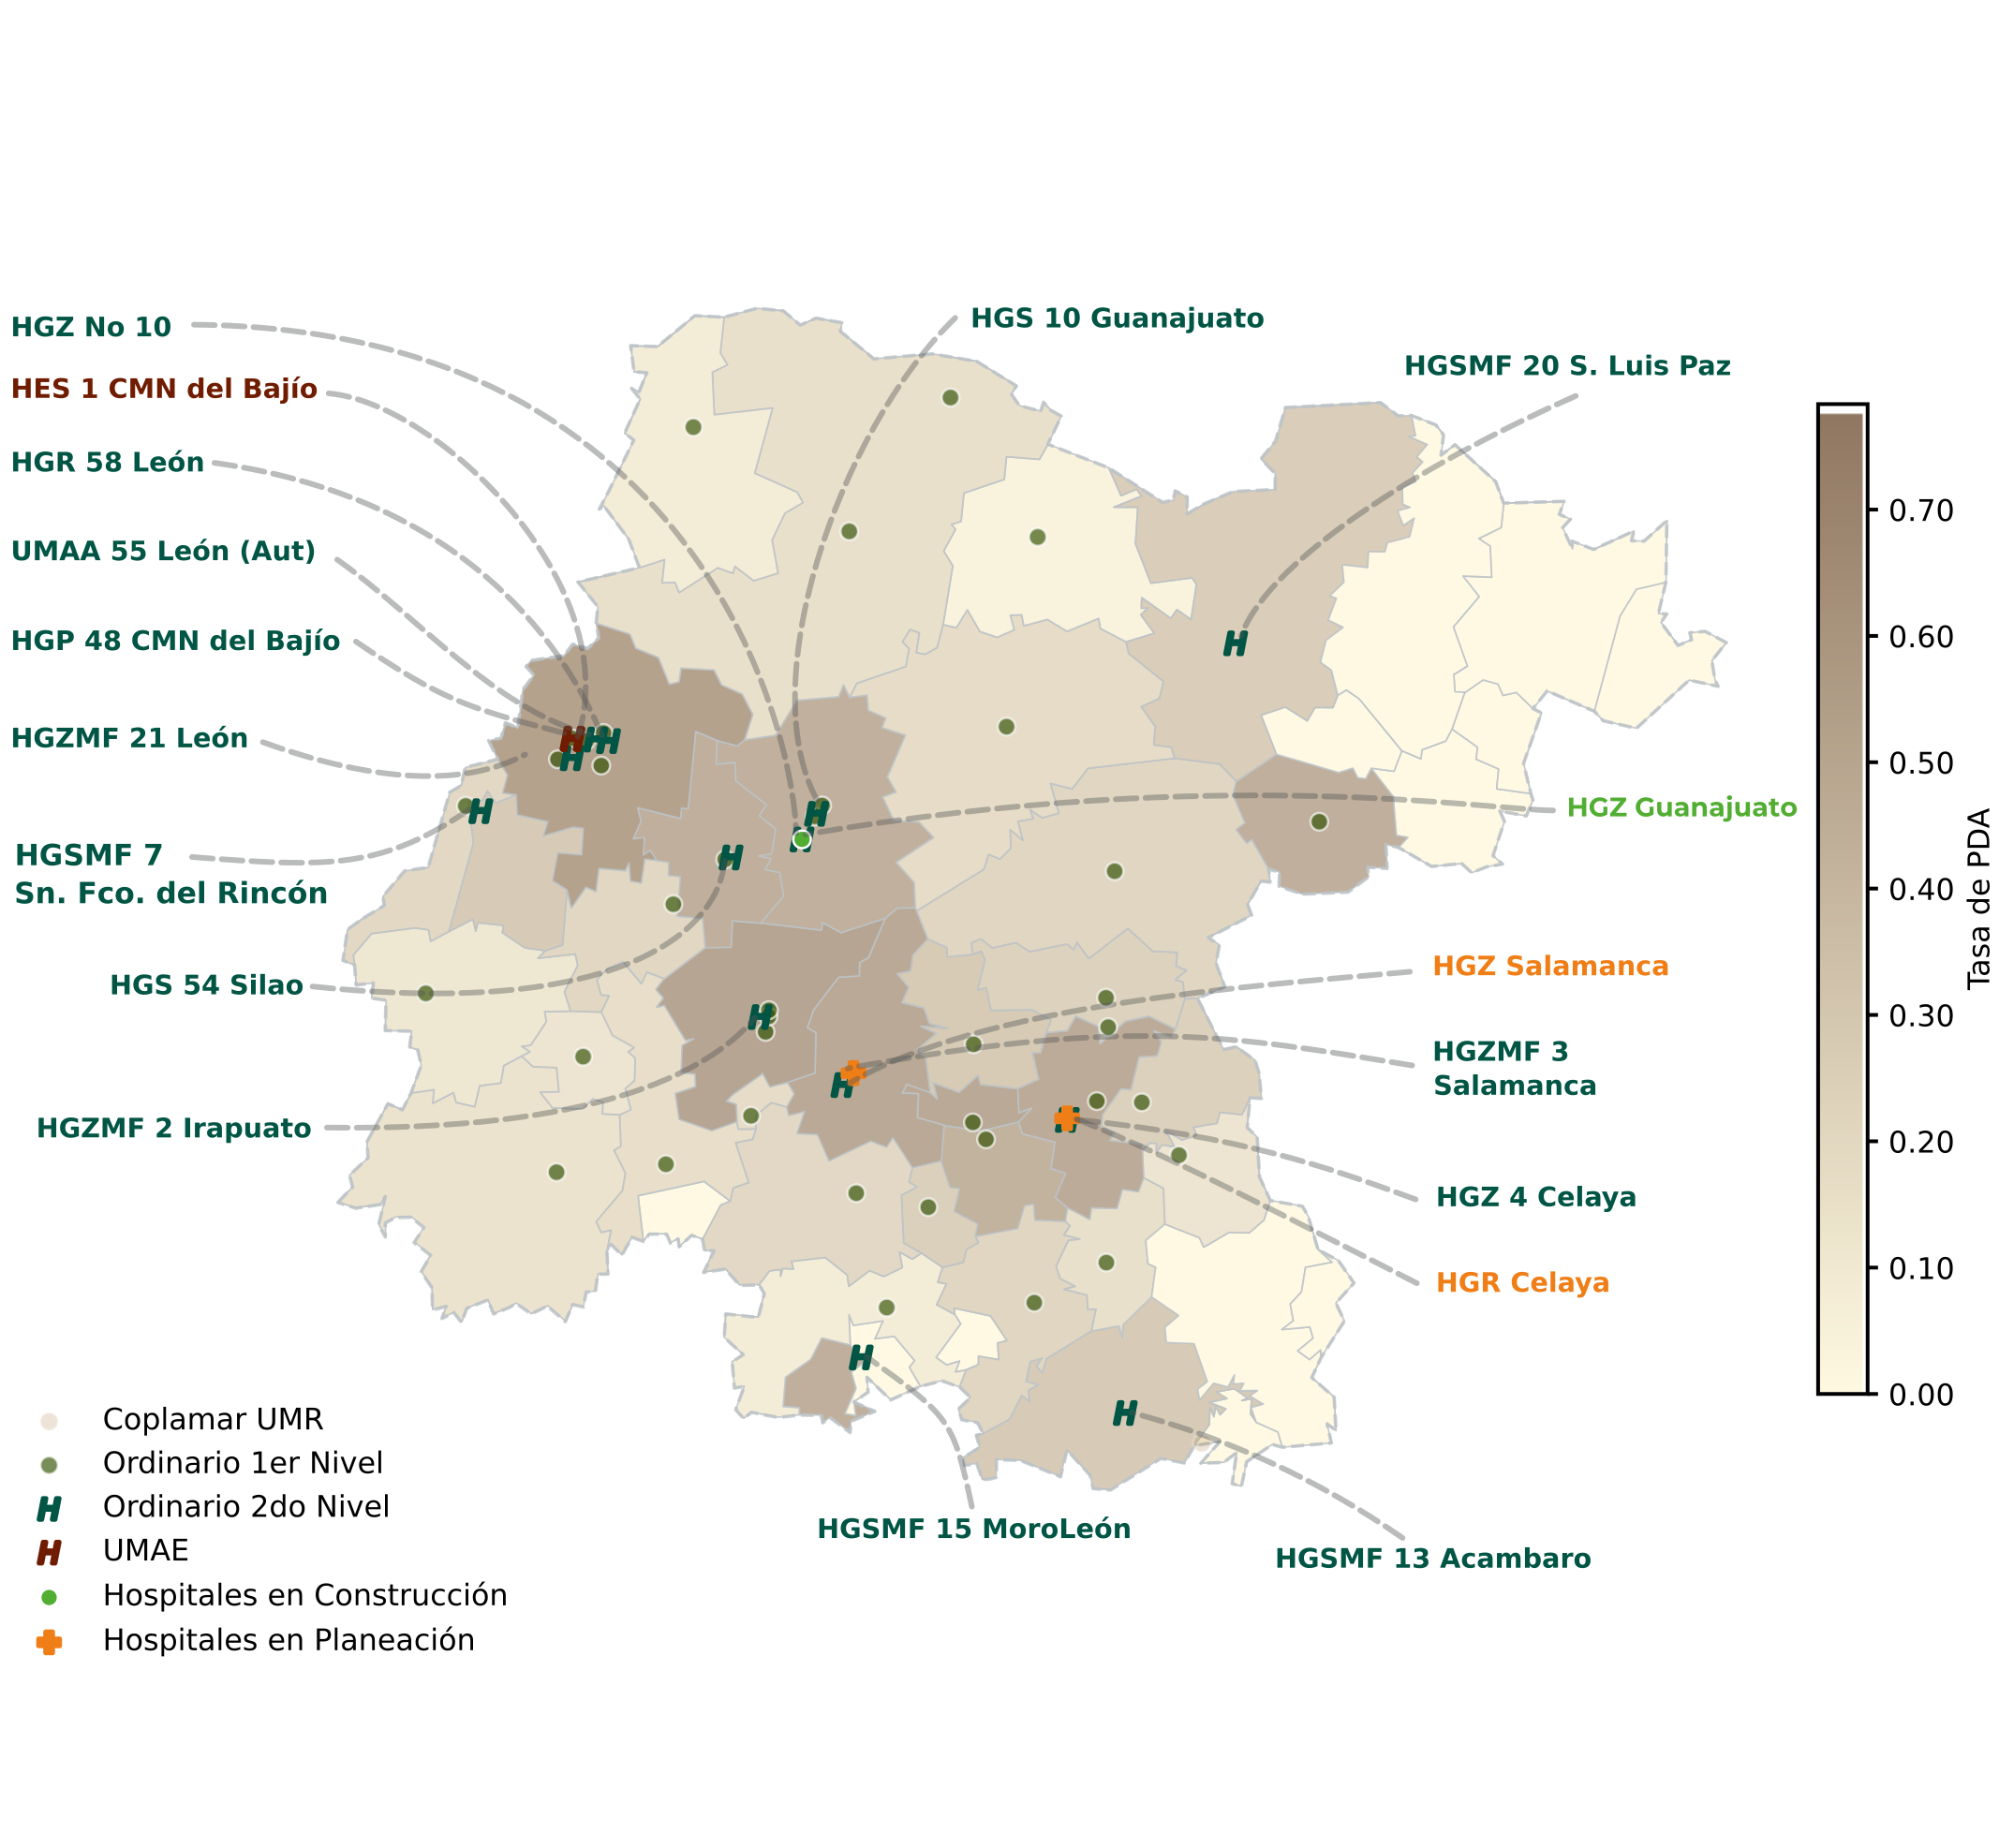 HGZ No 10
HES 1 CMN del Bajío
HGR 58 León
UMAA 55 León (Aut)
HGP 48 CMN del Bajío
HGZMF 21 León
HGSMF 7
Sn. Fco. del Rincón
HGS 54 Silao
HGZMF 2 Irapuato
HGS 10 Guanajuato
HGSMF 20 S. Luis Paz
HGZ Guanajuato
HGZ Salamanca
HGZMF 3
Salamanca
HGZ 4 Celaya
HGR Celaya
HGSMF 15 MoroLeón
HGSMF 13 Acambaro
0.70
0.60
0.50
0.40
0.30
0.20
0.10
0.00
Tasa de PDA
Coplamar UMR
Ordinario 1er Nivel
Ordinario 2do Nivel
UMAE
Hospitales en Construcción
Hospitales en Planeación